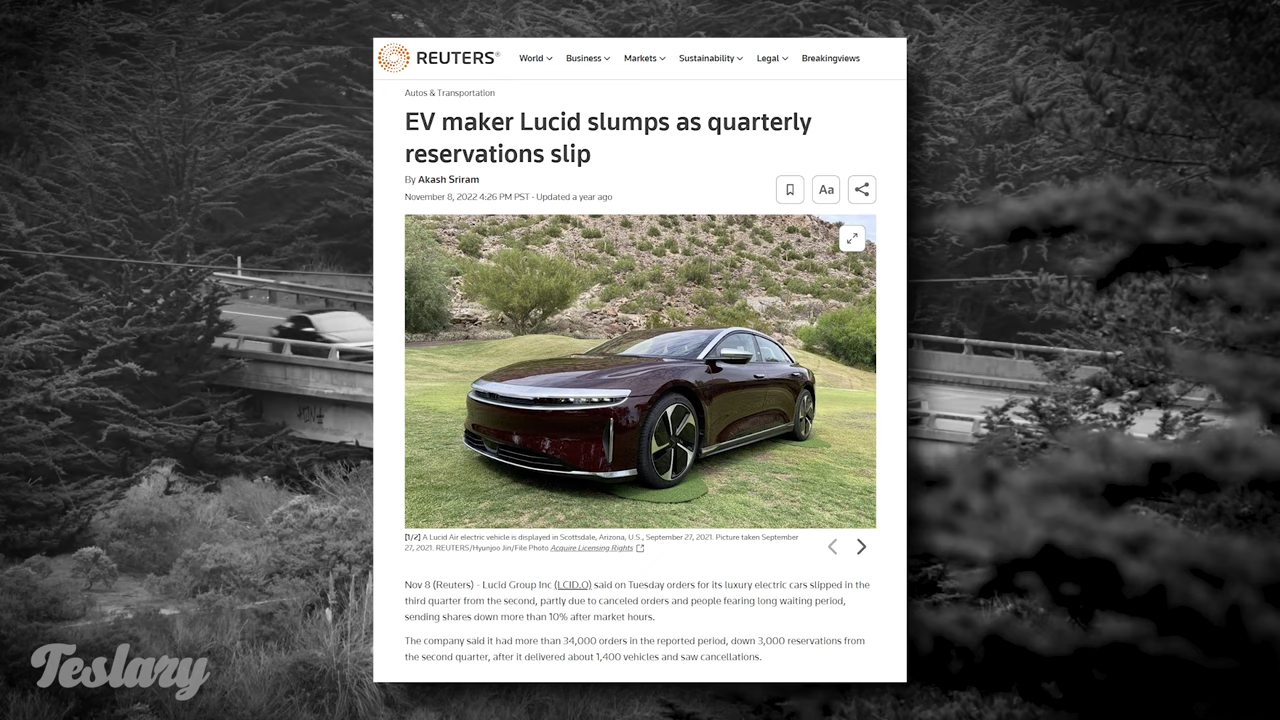 REUTERS®
World Business Markets Sustainability Legal Breakingviews
Autos & Transportation
EV maker Lucid slumps as quarterly
reservations slip
By Akash Sriram
November 8, 2022 4:26 PM PST · Updated a year ago
Aa
[1/2] A Lucid Air electric vehicle is displayed in Scottsdale, Arizona, U.S., September 27, 2021. Picture taken September
27, 2021. REUTERS/Hyunjoo Jin/File Photo Acquire Licensing Rights
Nov 8 (Reuters) - Lucid Group Inc (LCID.O) said on Tuesday orders for its luxury electric cars slipped in the
third quarter from the second, partly due to canceled orders and people fearing long waiting period,
sending shares down more than 10% after market hours.
The company said it had more than 34,000 orders in the reported period, down 3,000 reservations from
the second quarter, after it delivered about 1,400 vehicles and saw cancellations.
Teslary